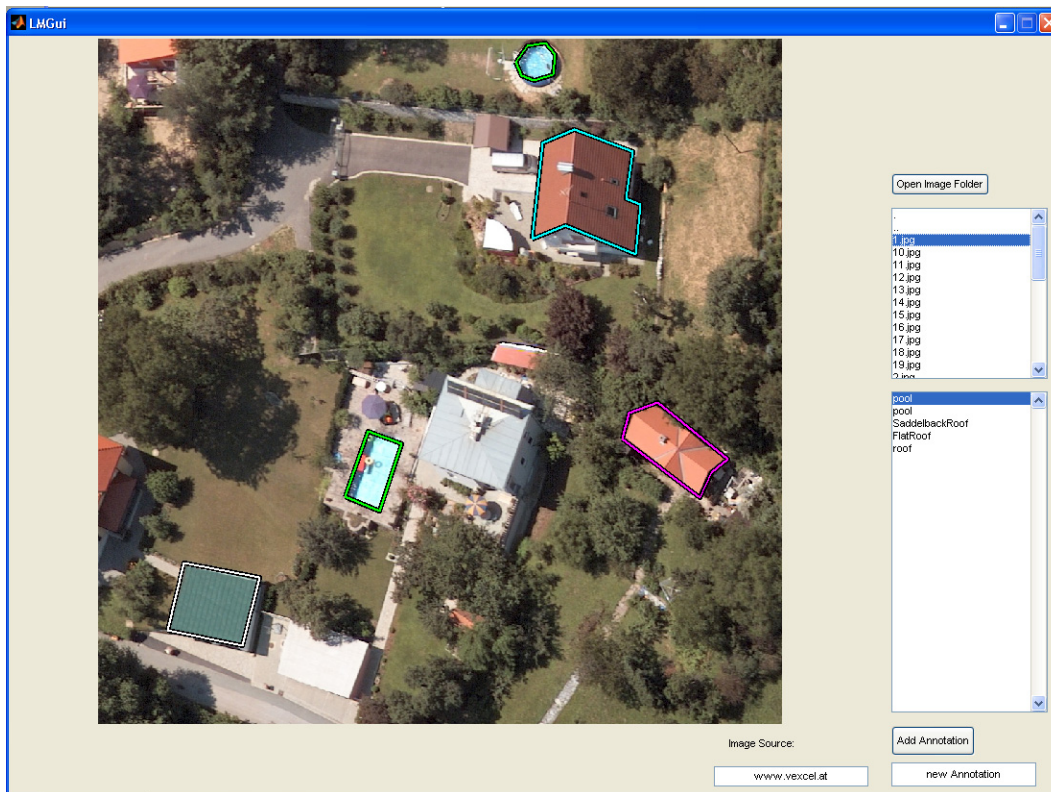 LMGui
Open Image Folder
.
..
1.jpg
10.jpg
11.jpg
12.jpg
13.jpg
14.jpg
15.jpg
16.jpg
17.jpg
18.jpg
19.jpg
2.jpg
pool
pool
SaddelbackRoof
FlatRoof
roof
Add Annotation
Image Source:
www.vexcel.at
new Annotation